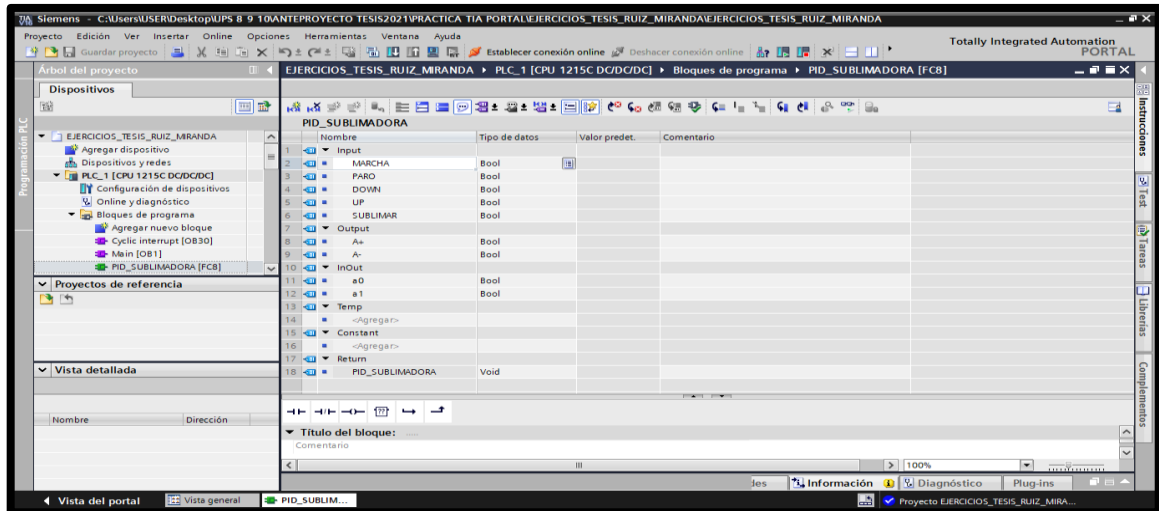 Siemens - C:\Users\USER\Desktop\UPS 8 9 10\ANTEPROYECTO TESIS2021\PRACTICA TIA PORTAL\EJERCICIOS_TESIS_RUIZ_MIRANDA\EJERCICIOS_TESIS_RUIZ_MIRANDA
Proyecto Edición Ver Insertar Online Opciones Herramientas Ventana Ayuda
Guardar proyecto Establecer conexión online Deshacer conexión online
Totally Integrated Automation
PORTAL
Árbol del proyecto
EJERCICIOS_TESIS_RUIZ_MIRANDA PLC_1 [CPU 1215C DC/DC/DC] Bloques de programa PID_SUBLIMADORA [FC8]
Dispositivos
Programación PLC
EJERCICIOS_TESIS_RUIZ_MIRANDA
Agregar dispositivo
Dispositivos y redes
PLC_1 [CPU 1215C DC/DC/DC]
Configuración de dispositivos
Online y diagnóstico
Bloques de programa
Agregar nuevo bloque
Cyclic interrupt [OB30]
Main [OB1]
PID_SUBLIMADORA [FC8]
Proyectos de referencia
Vista detallada
Nombre Dirección
PID_SUBLIMADORA
Nombre Tipo de datos Valor predet. Comentario
1 Input
2 MARCHA Bool
3 PARO Bool
4 DOWN Bool
5 UP Bool
6 SUBLIMAR Bool
7 Output
8 A+ Bool
9 A- Bool
10 InOut
11 a0 Bool
12 a1 Bool
13 Temp
14 <Agregar>
15 Constant
16 <Agregar>
17 Return
18 PID_SUBLIMADORA Void
??
Título del bloque: .....
Comentario
100%
Información Diagnóstico Plug-ins
Instrucciones
Test
Tareas
Librerías
Complementos
Vista del portal Vista general PID_SUBLIM... Proyecto EJERCICIOS_TESIS_RUIZ_MIRA...